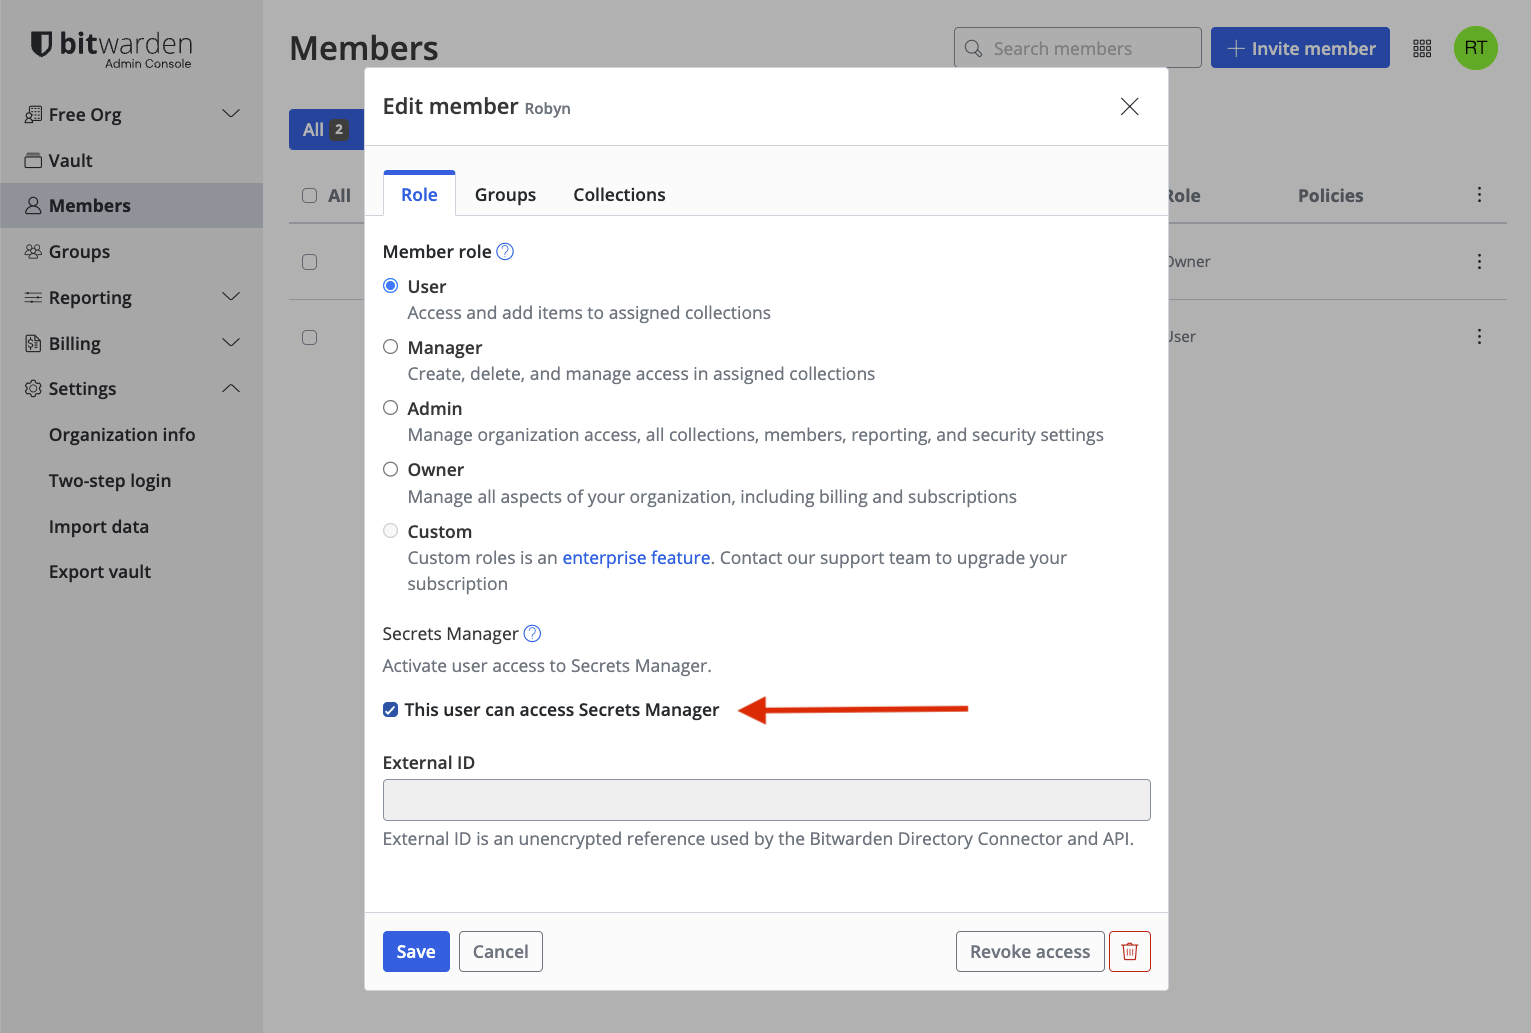 bitwarden
Admin Console
Free Org
Vault
Members
Groups
Reporting
Billing
Settings
Organization info
Two-step login
Import data
Export vault
Members
Search members
Invite member
RT
All 2
All
Role
Policies
Owner
User
Edit member Robyn
Role
Groups
Collections
Member role
User
Access and add items to assigned collections
Manager
Create, delete, and manage access in assigned collections
Admin
Manage organization access, all collections, members, reporting, and security settings
Owner
Manage all aspects of your organization, including billing and subscriptions
Custom
Custom roles is an enterprise feature. Contact our support team to upgrade your
subscription
Secrets Manager
Activate user access to Secrets Manager.
This user can access Secrets Manager
External ID
External ID is an unencrypted reference used by the Bitwarden Directory Connector and API.
Save
Cancel
Revoke access